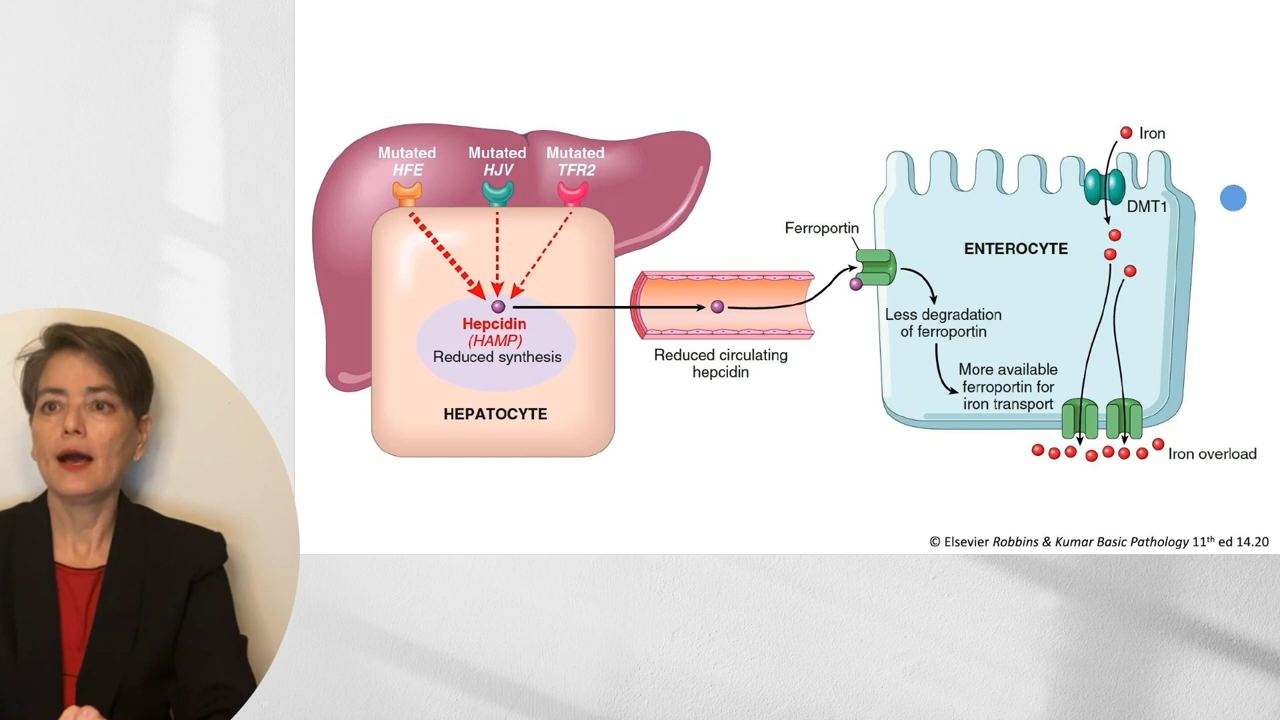 Mutated
HFE
Mutated
HJV
Mutated
TFR2
Hepcidin
(HAMP)
Reduced synthesis
HEPATOCYTE
Reduced circulating
hepcidin
Ferroportin
Iron
DMT1
ENTEROCYTE
Less degradation
of ferroportin
More available
ferroportin for
iron transport
Iron overload
© Elsevier Robbins & Kumar Basic Pathology 11th ed 14.20